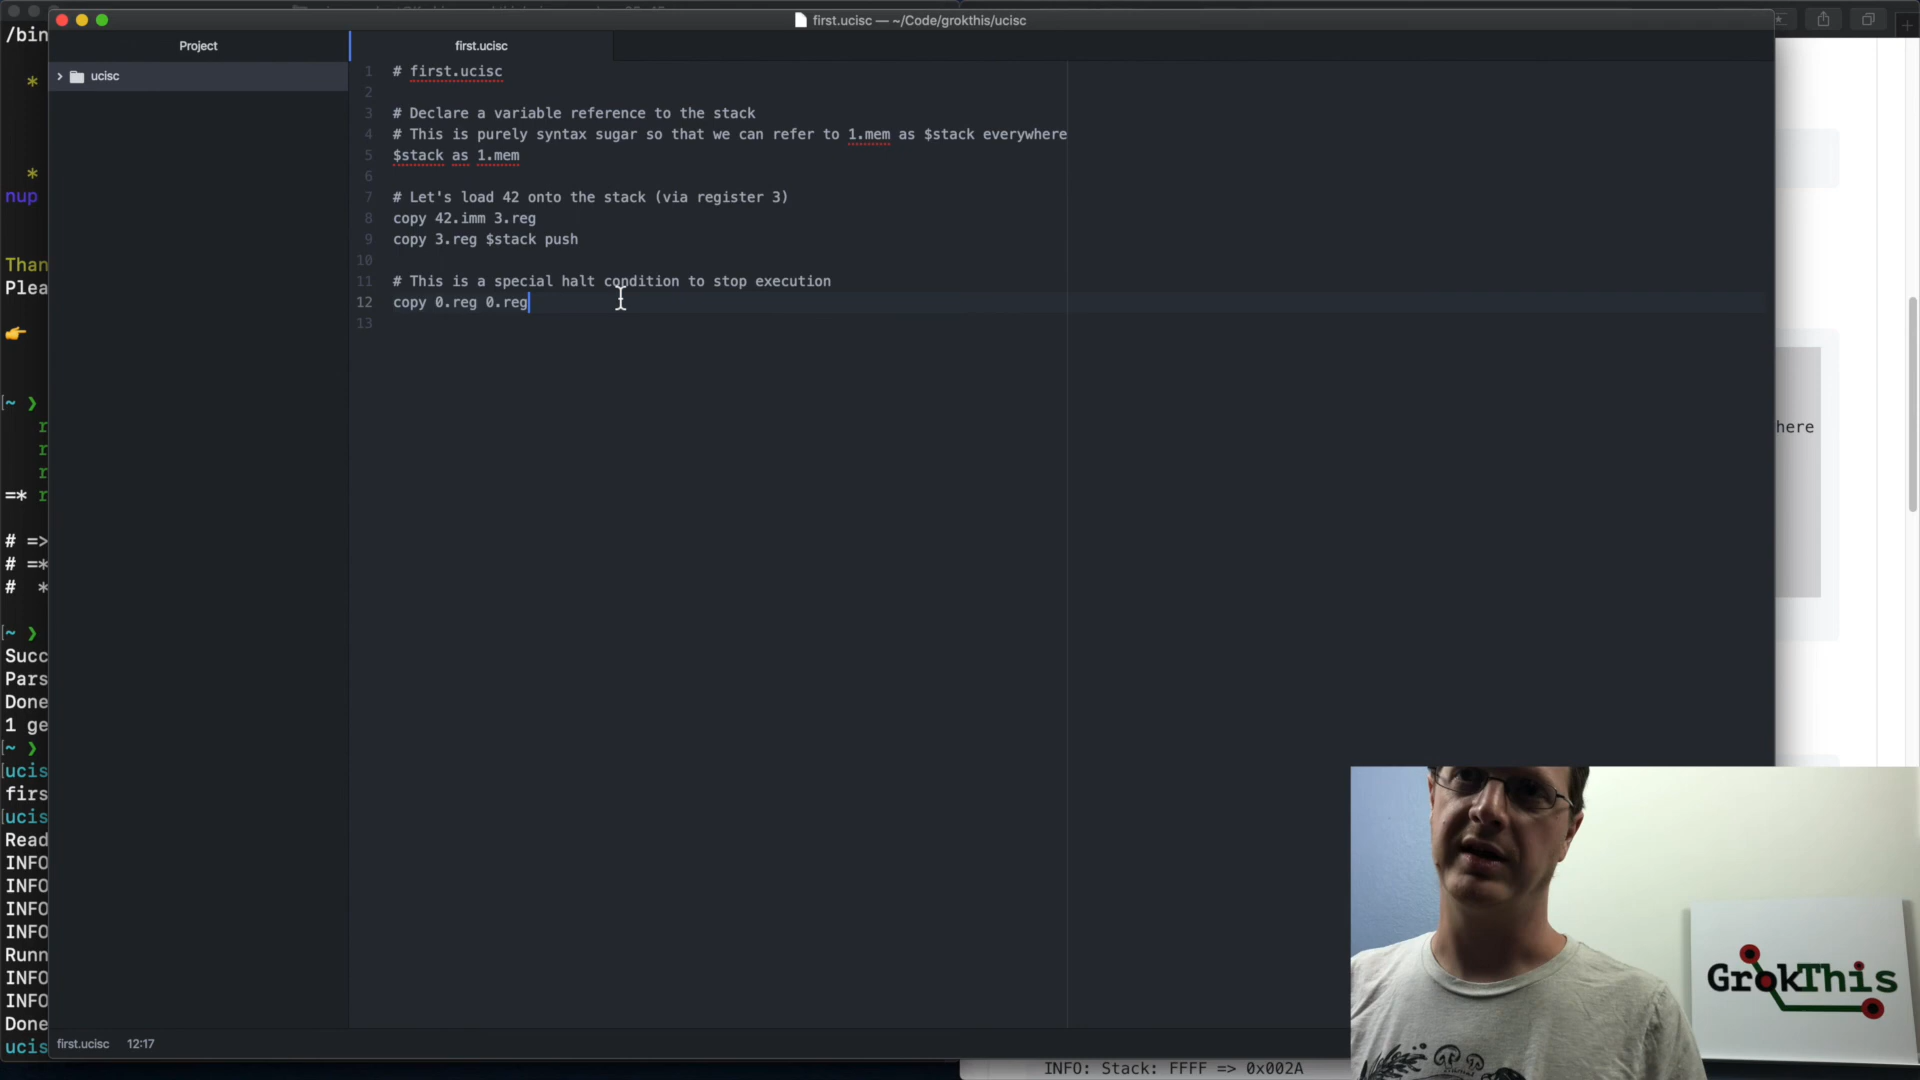 /bin
first.ucisc — ~/Code/grokthis/ucisc
Project
first.ucisc
ucisc
1 # first.ucisc
2
3 # Declare a variable reference to the stack
4 # This is purely syntax sugar so that we can refer to 1.mem as $stack everywhere
5 $stack as 1.mem
6
7 # Let's load 42 onto the stack (via register 3)
8 copy 42.imm 3.reg
9 copy 3.reg $stack push
10
11 # This is a special halt condition to stop execution
12 copy 0.reg 0.reg
13
*
*
nup
Than
Plea
[~ ❯
r
r
r
=* r
# =>
# =*
# *
[~ ❯
Succ
Pars
Done
1 ge
[~ ❯
[ucis
firs
[ucis
Read
INFO
INFO
INFO
INFO
Runn
INFO
INFO
Done
ucis
here
first.ucisc 12:17
GrokThis
INFO: Stack: FFFF => 0x002A